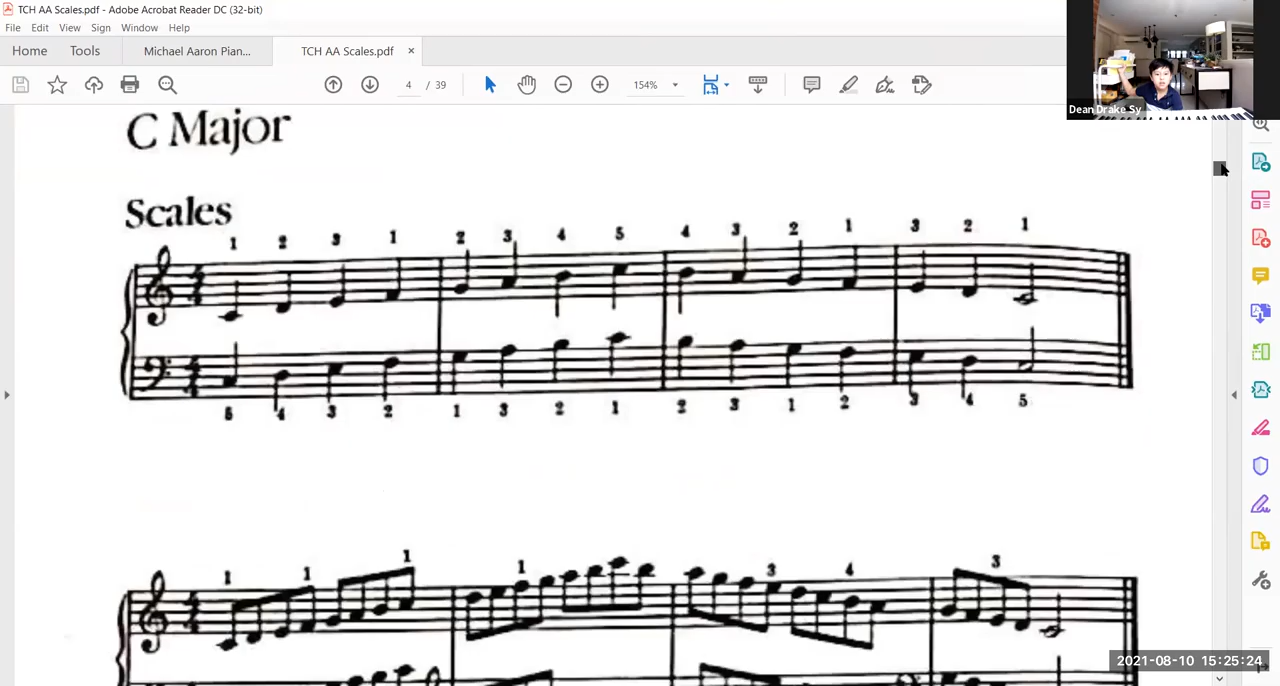 TCH AA Scales.pdf - Adobe Acrobat Reader DC (32-bit)
File Edit View Sign Window Help
Home Tools Michael Aaron Pian... TCH AA Scales.pdf ×
4 / 39 154%
Dean Drake Sy
C Major
Scales
1 2 3 1 2 3 4 5 4 3 2 1 3 2 1
5 4 3 2 1 3 2 1 2 3 1 2 3 4 5
1 1 1 1 3 4 3
2021-08-10 15:25:24